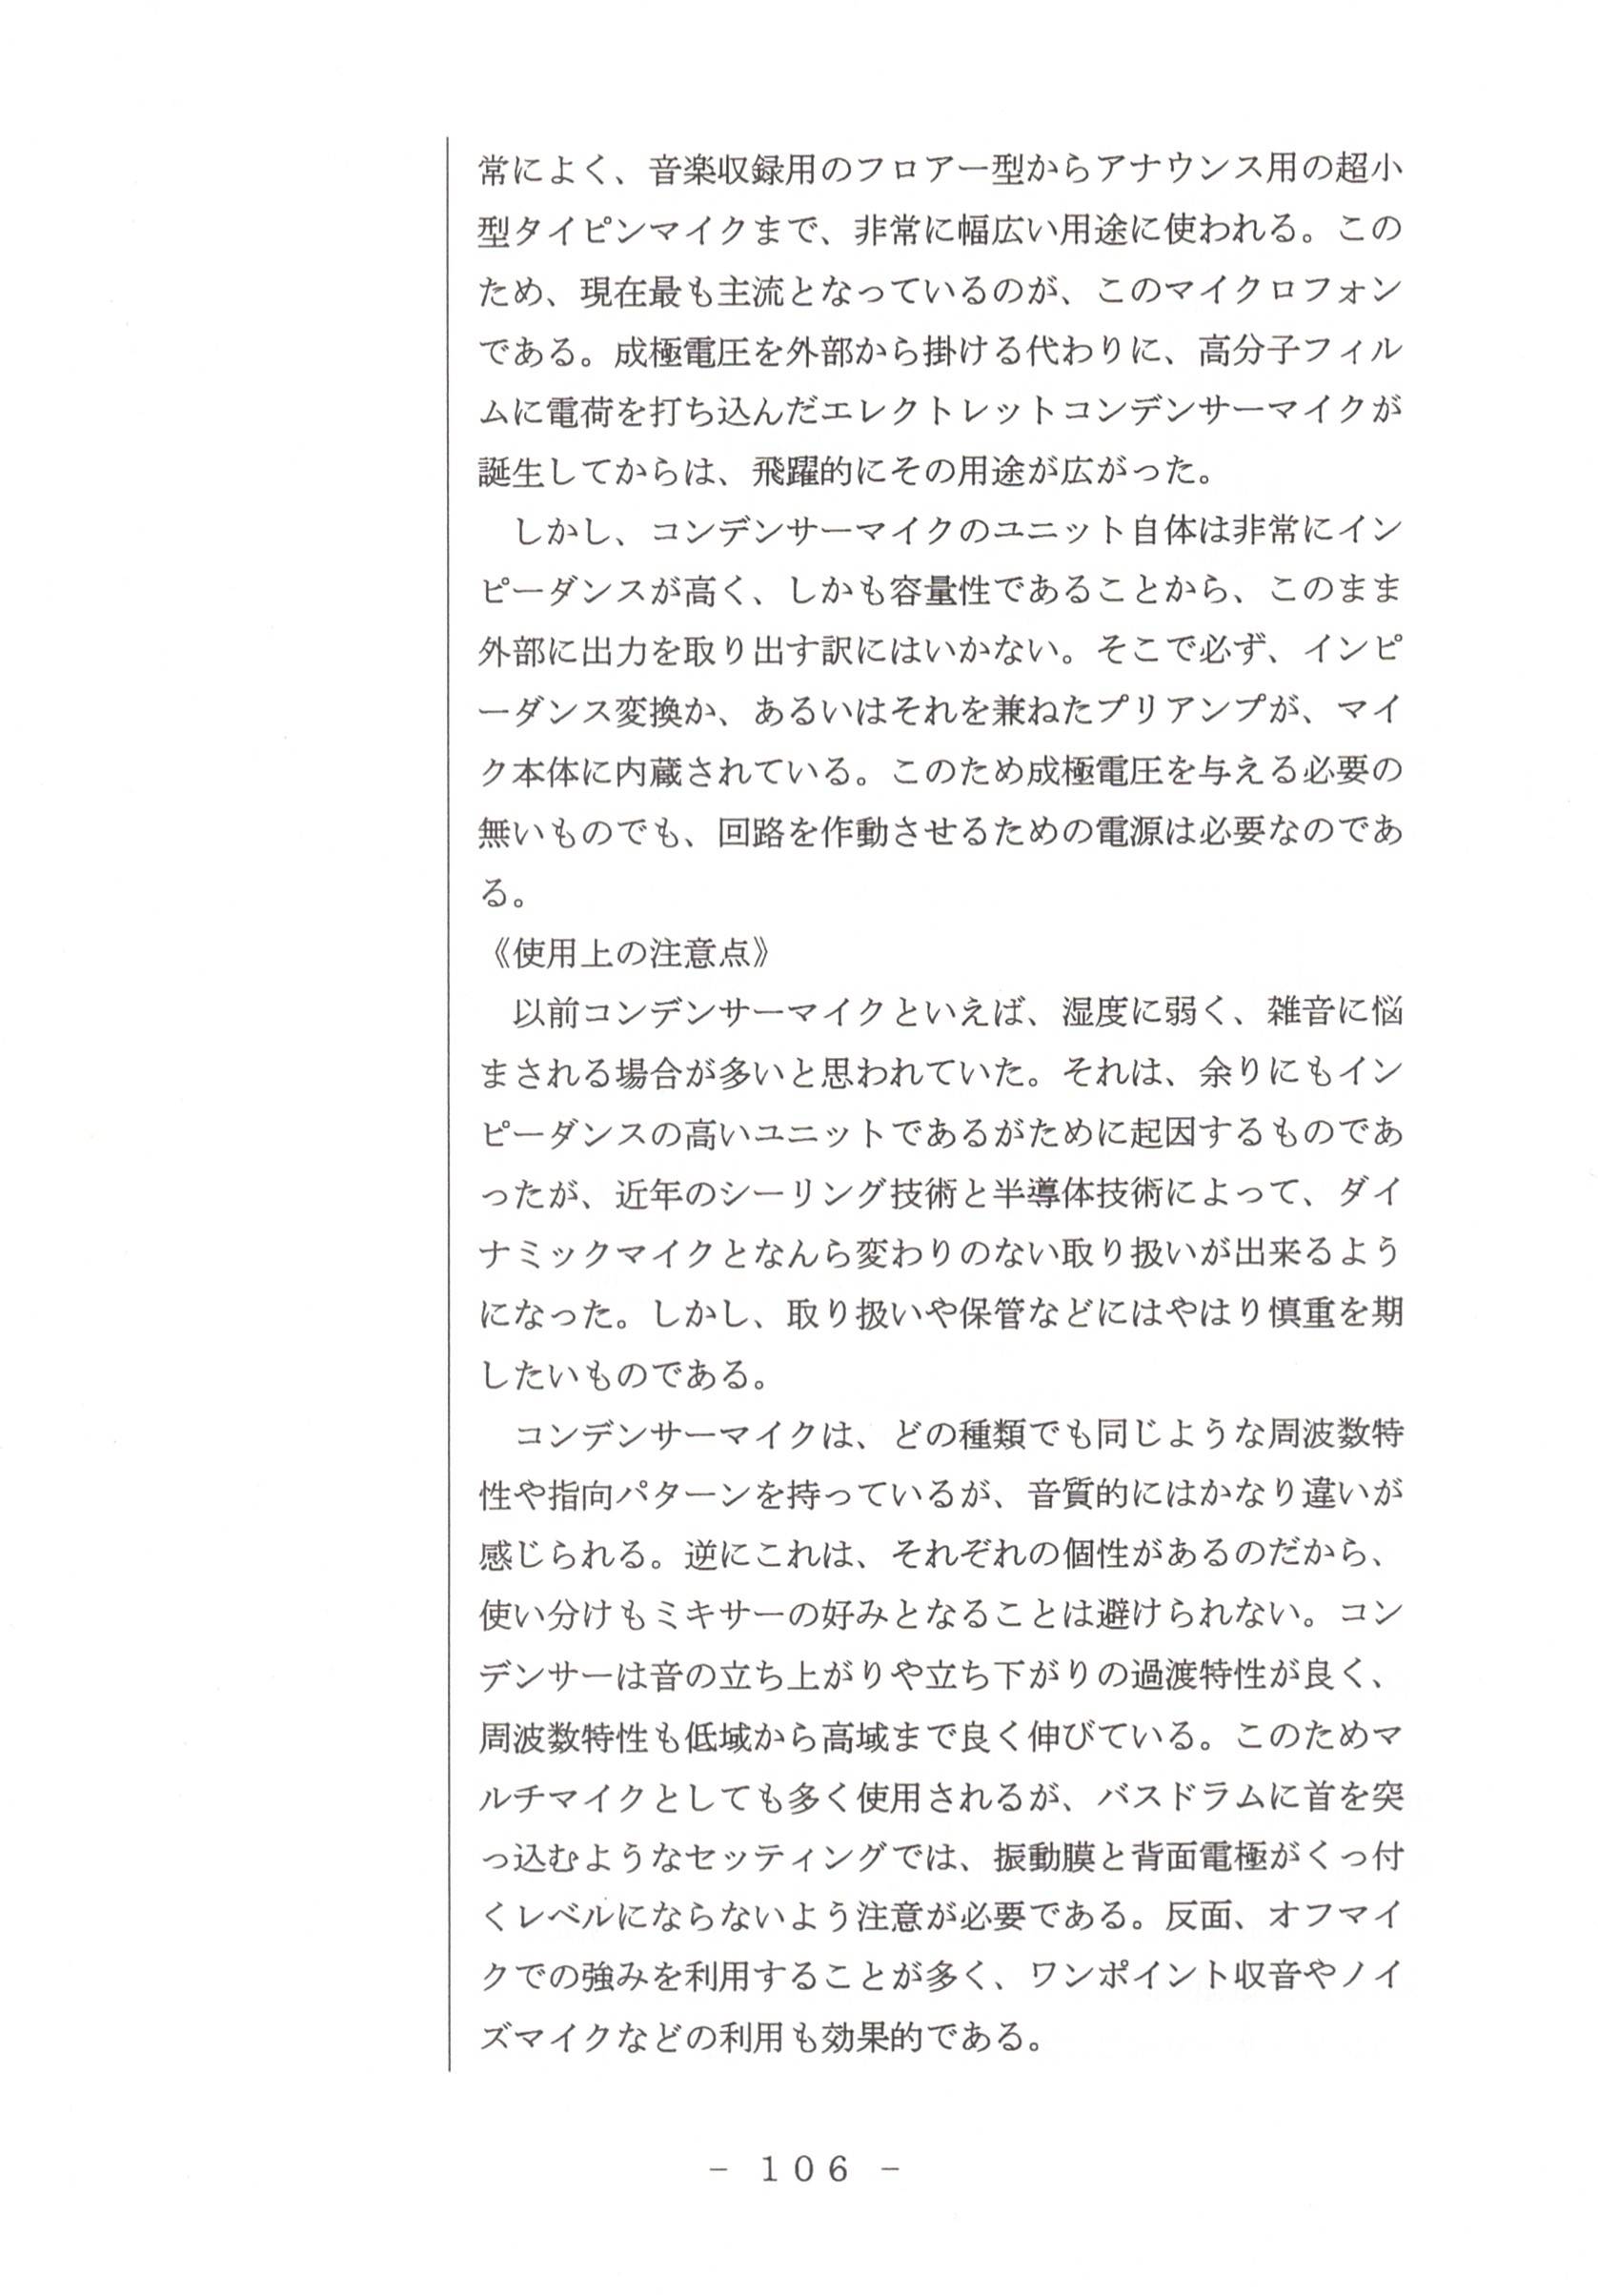 常によく、音楽収録用のフロアー型からアナウンス用の超小
型タイピンマイクまで、非常に幅広い用途に使われる。この
ため、現在最も主流となっているのが、このマイクロフォン
である。成極電圧を外部から掛ける代わりに、高分子フィル
ムに電荷を打ち込んだエレクトレットコンデンサーマイクが
誕生してからは、飛躍的にその用途が広がった。
　しかし、コンデンサーマイクのユニット自体は非常にイン
ピーダンスが高く、しかも容量性であることから、このまま
外部に出力を取り出す訳にはいかない。そこで必ず、インピ
ーダンス変換か、あるいはそれを兼ねたプリアンプが、マイ
ク本体に内蔵されている。このため成極電圧を与える必要の
無いものでも、回路を作動させるための電源は必要なのであ
る。
《使用上の注意点》
　以前コンデンサーマイクといえば、湿度に弱く、雑音に悩
まされる場合が多いと思われていた。それは、余りにもイン
ピーダンスの高いユニットであるがために起因するものであ
ったが、近年のシーリング技術と半導体技術によって、ダイ
ナミックマイクとなんら変わりのない取り扱いが出来るよう
になった。しかし、取り扱いや保管などにはやはり慎重を期
したいものである。
　コンデンサーマイクは、どの種類でも同じような周波数特
性や指向パターンを持っているが、音質的にはかなり違いが
感じられる。逆にこれは、それぞれの個性があるのだから、
使い分けもミキサーの好みとなることは避けられない。コン
デンサーは音の立ち上がりや立ち下がりの過渡特性が良く、
周波数特性も低域から高域まで良く伸びている。このためマ
ルチマイクとしても多く使用されるが、バスドラムに首を突
っ込むようなセッティングでは、振動膜と背面電極がくっ付
くレベルにならないよう注意が必要である。反面、オフマイ
クでの強みを利用することが多く、ワンポイント収音やノイ
ズマイクなどの利用も効果的である。
－ 106 －